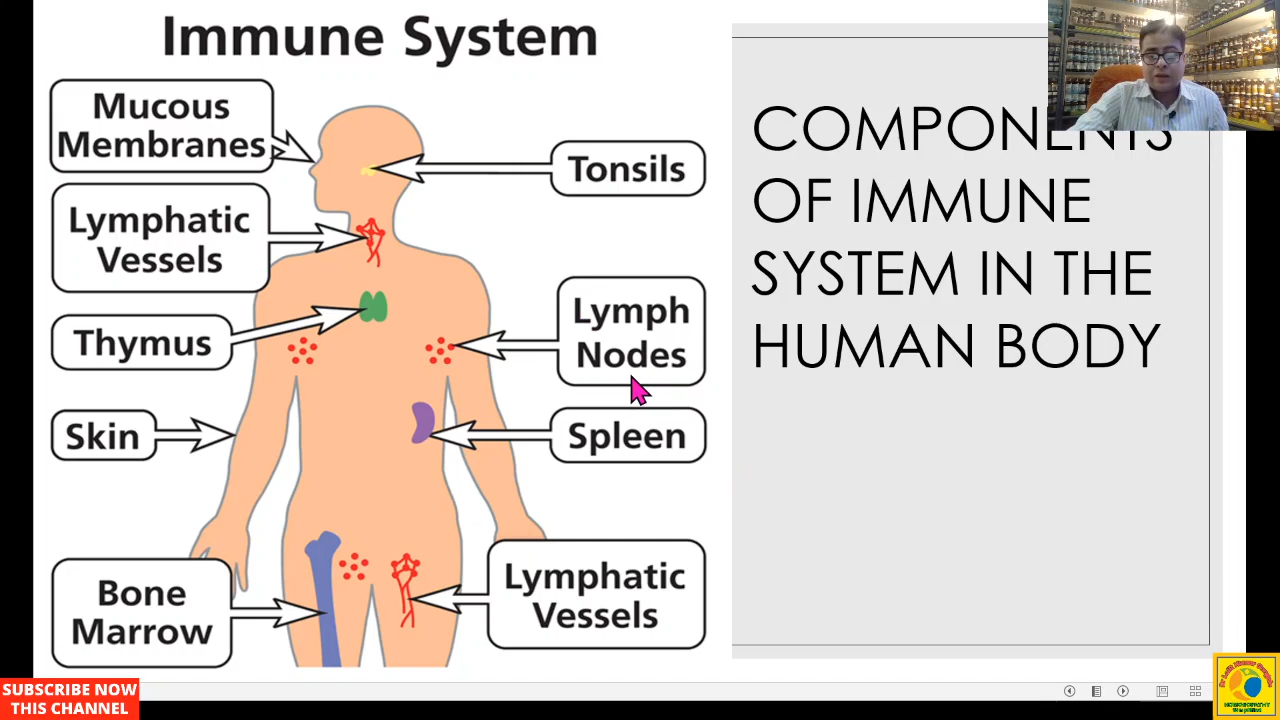 Immune System
Mucous
Membranes
Tonsils
Lymphatic
Vessels
Thymus
Lymph
Nodes
Skin
Spleen
Bone
Marrow
Lymphatic
Vessels
COMPONENTS
OF IMMUNE
SYSTEM IN THE
HUMAN BODY
SUBSCRIBE NOW
THIS CHANNEL